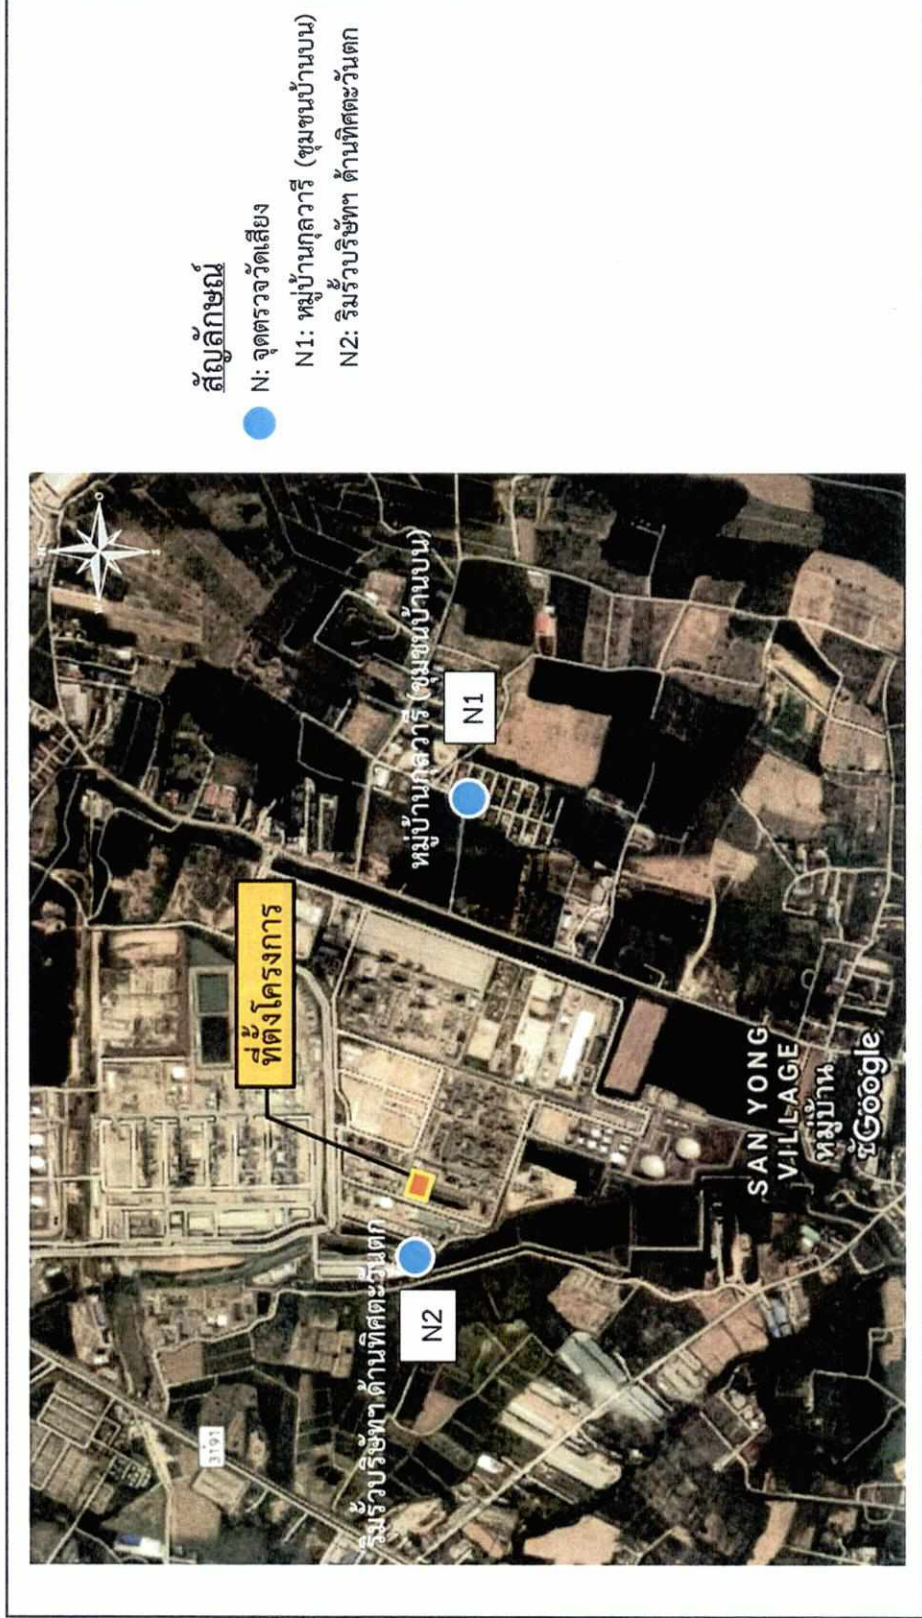 สัญลักษณ์
N: จุดตรวจวัดเสียง
N1: หมู่บ้านกุลวารี (ชุมชนบ้านบน)
N2: ริมรั้วบริษัทฯ ด้านทิศตะวันตก
ที่ตั้งโครงการ
หมู่บ้านกุลวารี (ชุมชนบ้านบน)
N1
ริมรั้วบริษัทฯ ด้านทิศตะวันตก
N2
3191
SAN YONG
VILLAGE
หมู่บ้าน
Google